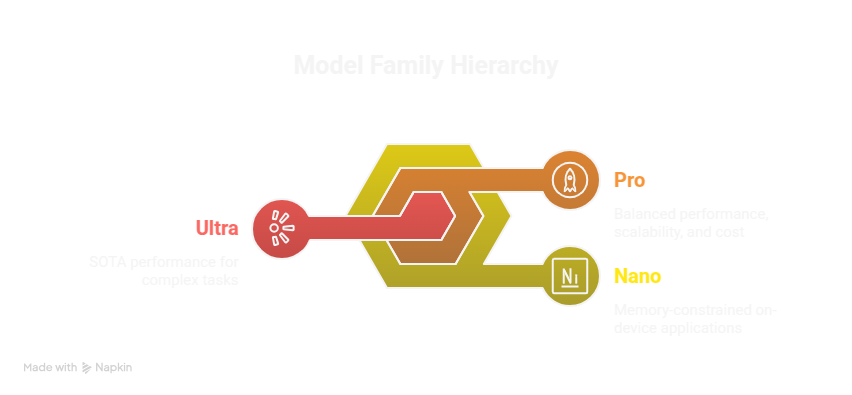 Model Family Hierarchy
Ultra
SOTA performance for
complex tasks
Pro
Balanced performance,
scalability, and cost
Ni
Nano
Memory-constrained on-
device applications
Made with Napkin